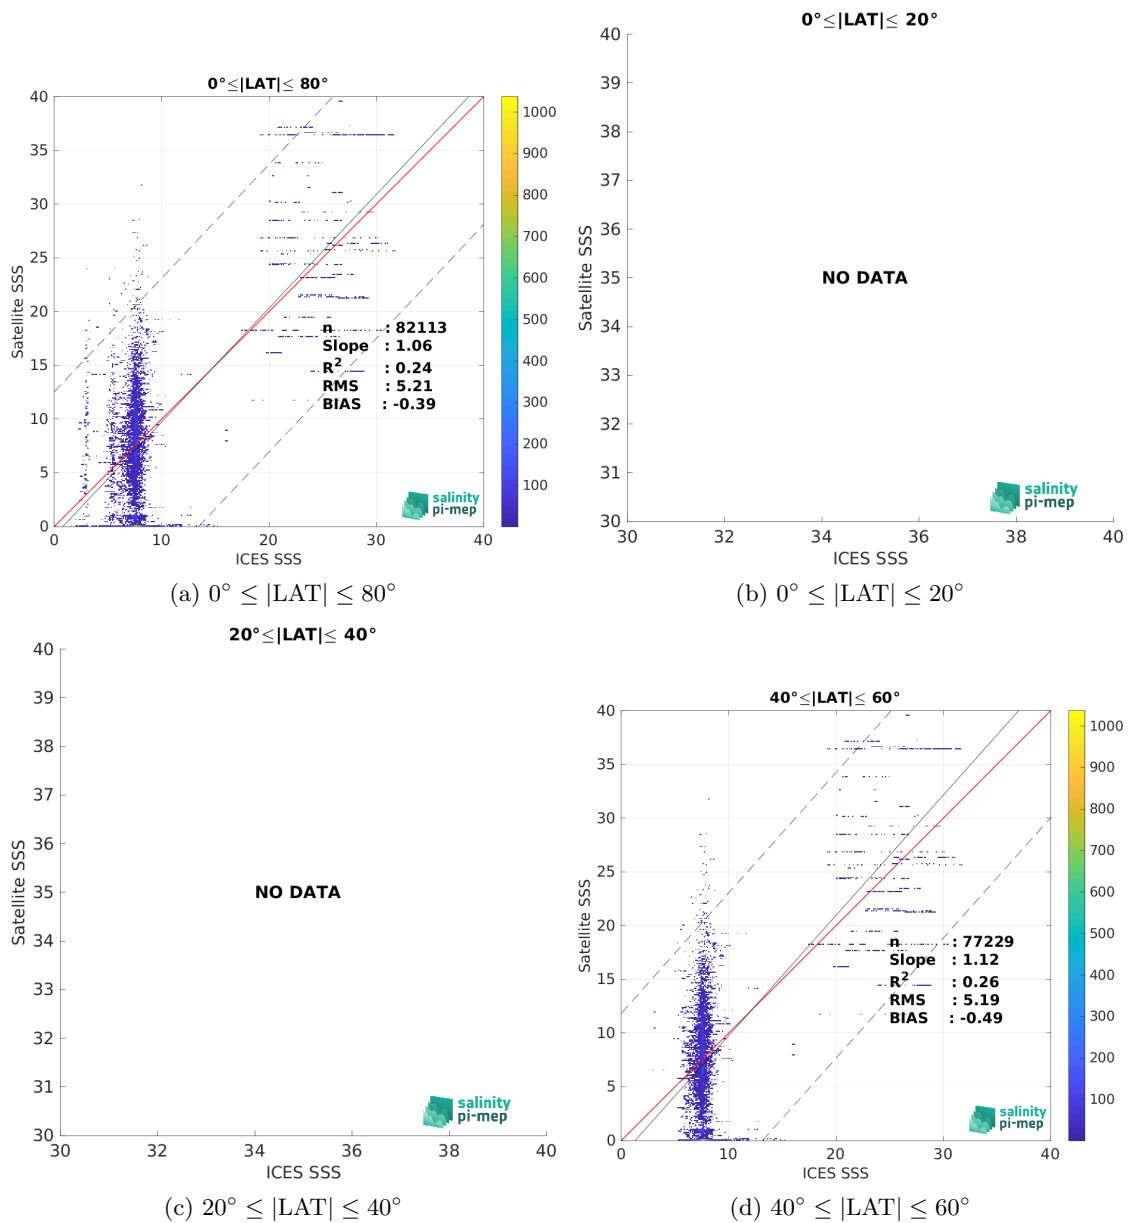 0°≤|LAT|≤ 80°
40
35
30
25
20
15
10
5
0
Satellite SSS
n : 82113
Slope : 1.06
R² : 0.24
RMS : 5.21
BIAS : -0.39
salinity
pi-mep
0 10 20 30 40
ICES SSS
1000
900
800
700
600
500
400
300
200
100
(a) 0° ≤ |LAT| ≤ 80°
0°≤|LAT|≤ 20°
40
39
38
37
36
35
34
33
32
31
30
Satellite SSS
NO DATA
salinity
pi-mep
30 32 34 36 38 40
ICES SSS
(b) 0° ≤ |LAT| ≤ 20°
20°≤|LAT|≤ 40°
40
39
38
37
36
35
34
33
32
31
30
Satellite SSS
NO DATA
salinity
pi-mep
30 32 34 36 38 40
ICES SSS
(c) 20° ≤ |LAT| ≤ 40°
40°≤|LAT|≤ 60°
40
35
30
25
20
15
10
5
0
Satellite SSS
n : 77229
Slope : 1.12
R² : 0.26
RMS : 5.19
BIAS : -0.49
salinity
pi-mep
0 10 20 30 40
ICES SSS
1000
900
800
700
600
500
400
300
200
100
(d) 40° ≤ |LAT| ≤ 60°